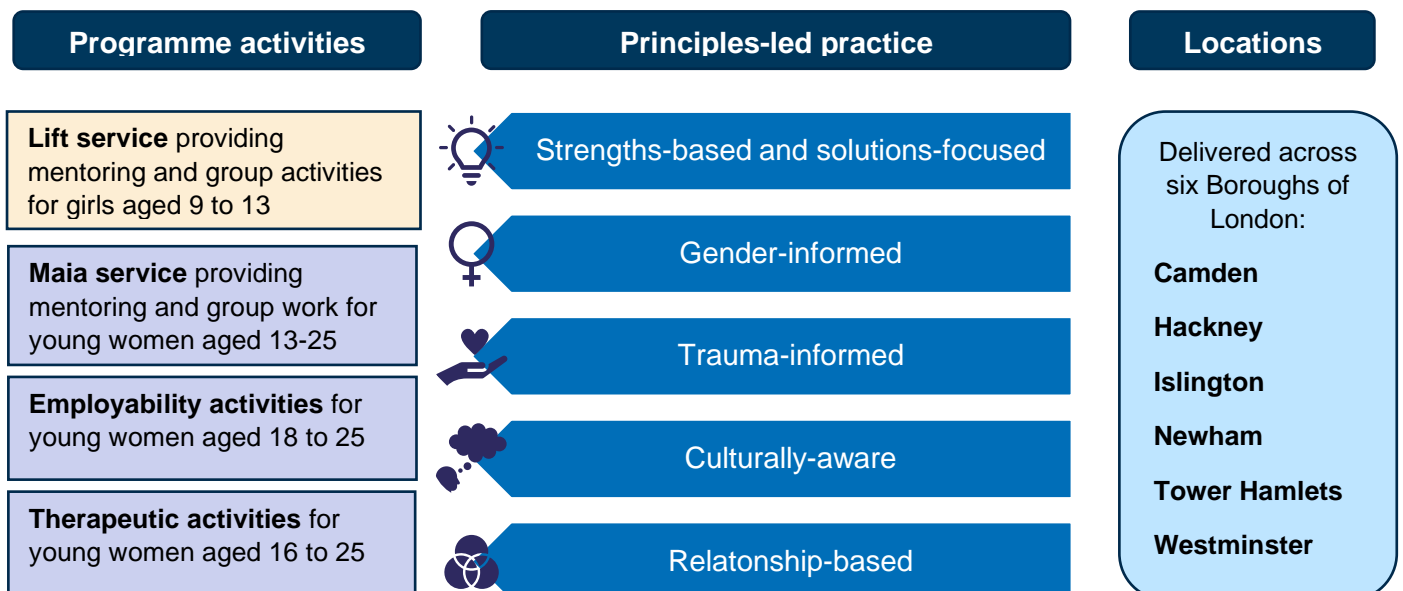 Programme activities
Lift service providing
mentoring and group activities
for girls aged 9 to 13
Maia service providing
mentoring and group work for
young women aged 13-25
Employability activities for
young women aged 18 to 25
Therapeutic activities for
young women aged 16 to 25
Principles-led practice
Strengths-based and solutions-focused
Gender-informed
Trauma-informed
Culturally-aware
Relatonship-based
Locations
Delivered across
six Boroughs of
London:
Camden
Hackney
Islington
Newham
Tower Hamlets
Westminster